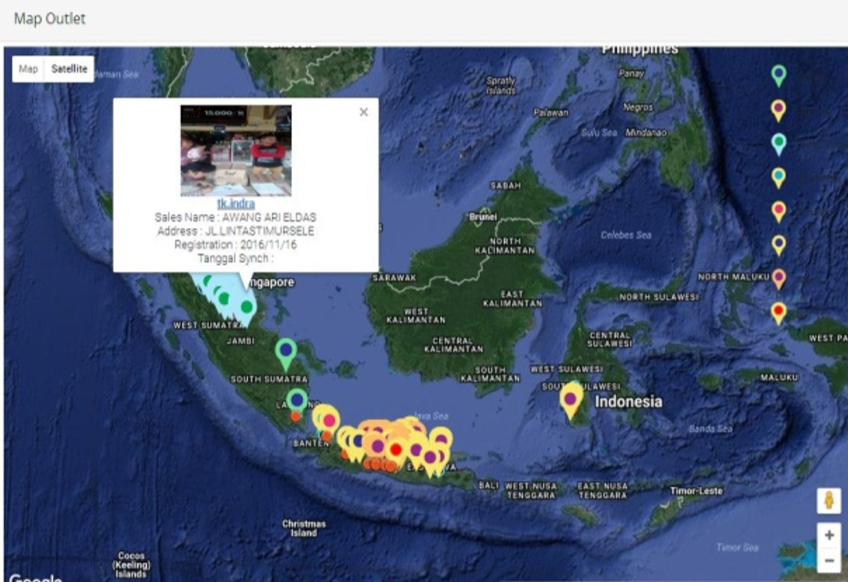 Map Outlet
Map Satellite
15.000
tk.indra
Sales Name : AWANG ARI ELDAS
Address : JL.LINTASTIMURSELE
Registration : 2016/11/16
Tanggal Synch :
Philippines
Spratly
Islands
Panay
Palawan
Negros
Sulu Sea
Mindanao
SABAH
Brunei
NORTH
KALIMANTAN
Celebes Sea
SARAWAK
EAST
KALIMANTAN
NORTH MALUKU
NORTH SULAWESI
ngapore
WEST
KALIMANTAN
WEST SUMATRA
JAMBI
CENTRAL
KALIMANTAN
CENTRAL
SULAWESI
WEST PA
SOUTH SUMATRA
SOUTH
KALIMANTAN
WEST SULAWESI
MALUKU
SOUT
ULAWESI
Indonesia
Java Sea
Banda Sea
BANTEN
BALI
WEST NUSA
TENGGARA
EAST NUSA
TENGGARA
Timor-Leste
Christmas
Island
Timor Sea
Cocos
(Keeling)
Islands
Google
+
−